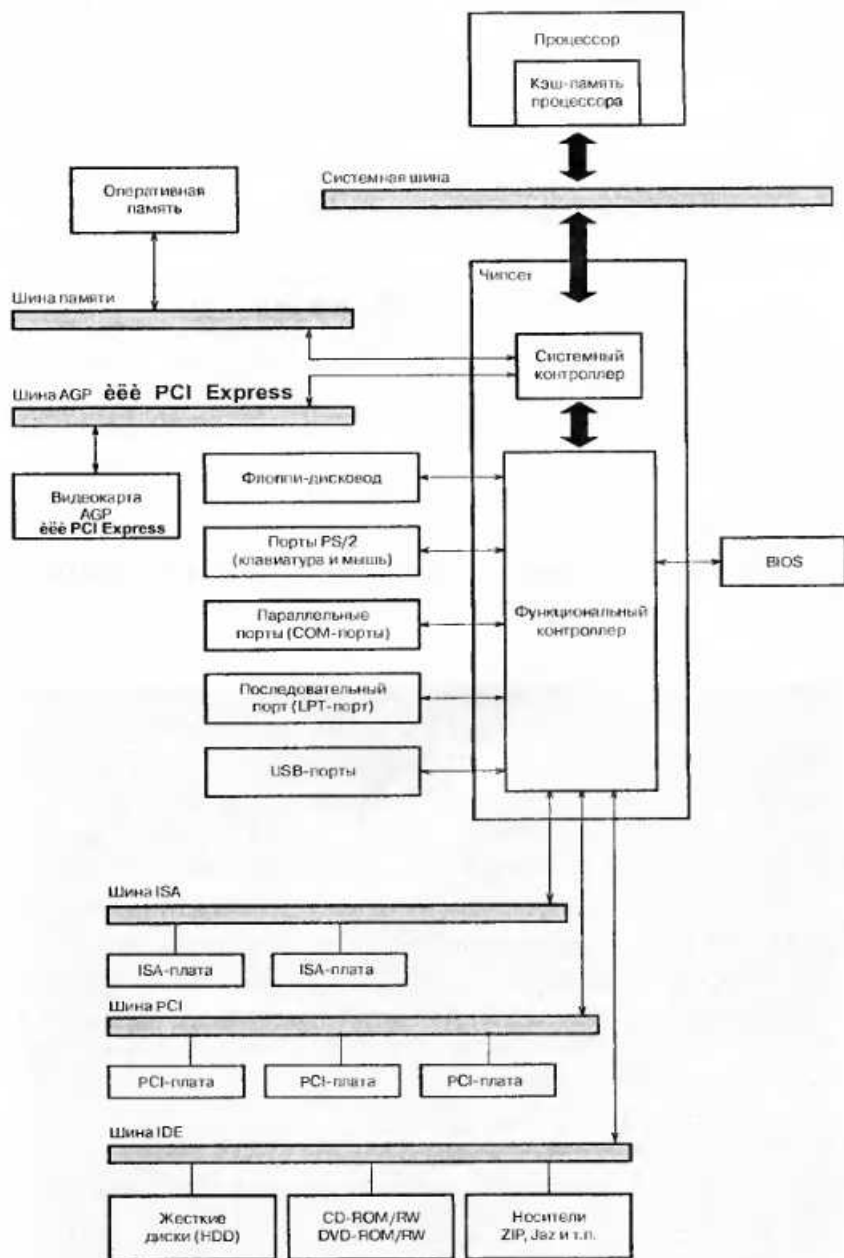 Процессор
Кэш-память
процессора
Системная шина
Оперативная
память
Чипсет
Шина памяти
Системный
контроллер
Шина AGP ѐëѐ PCI Express
Видеокарта
AGP
ѐëѐ PCI Express
Флоппи-дисковод
Порты PS/2
(клавиатура и мышь)
BIOS
Параллельные
порты (COM-порты)
Функциональный
контроллер
Последовательный
порт (LPT-порт)
USB-порты
Шина ISA
ISA-плата
ISA-плата
Шина PCI
PCI-плата
PCI-плата
PCI-плата
Шина IDE
Жесткие
диски (HDD)
CD-ROM/RW
DVD-ROM/RW
Носители
ZIP, Jaz и т.п.